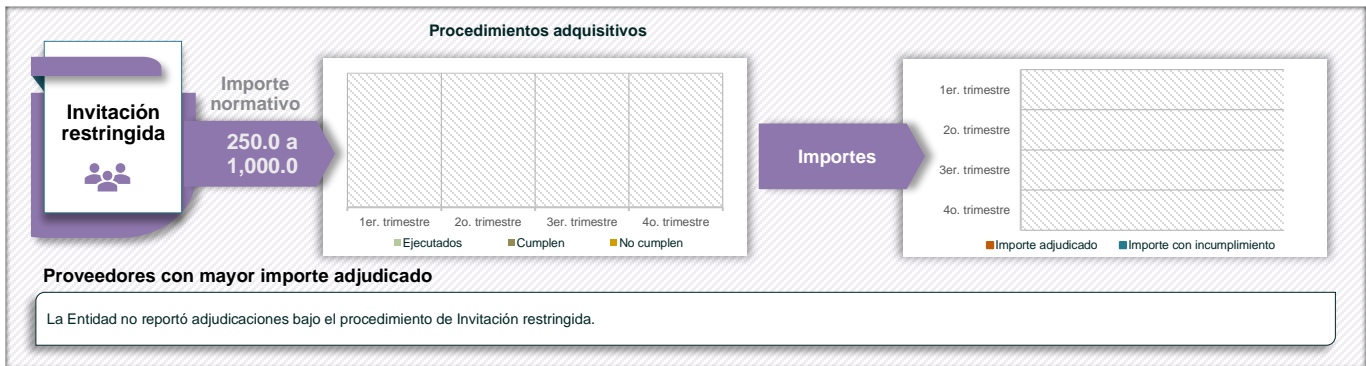 Procedimientos adquisitivos
Invitación
restringida
Importe
normativo
250.0 a
1,000.0
1er. trimestre 2o. trimestre 3er. trimestre 4o. trimestre
Ejecutados Cumplen No cumplen
Importes
1er. trimestre
2o. trimestre
3er. trimestre
4o. trimestre
Importe adjudicado Importe con incumplimiento
Proveedores con mayor importe adjudicado
La Entidad no reportó adjudicaciones bajo el procedimiento de Invitación restringida.